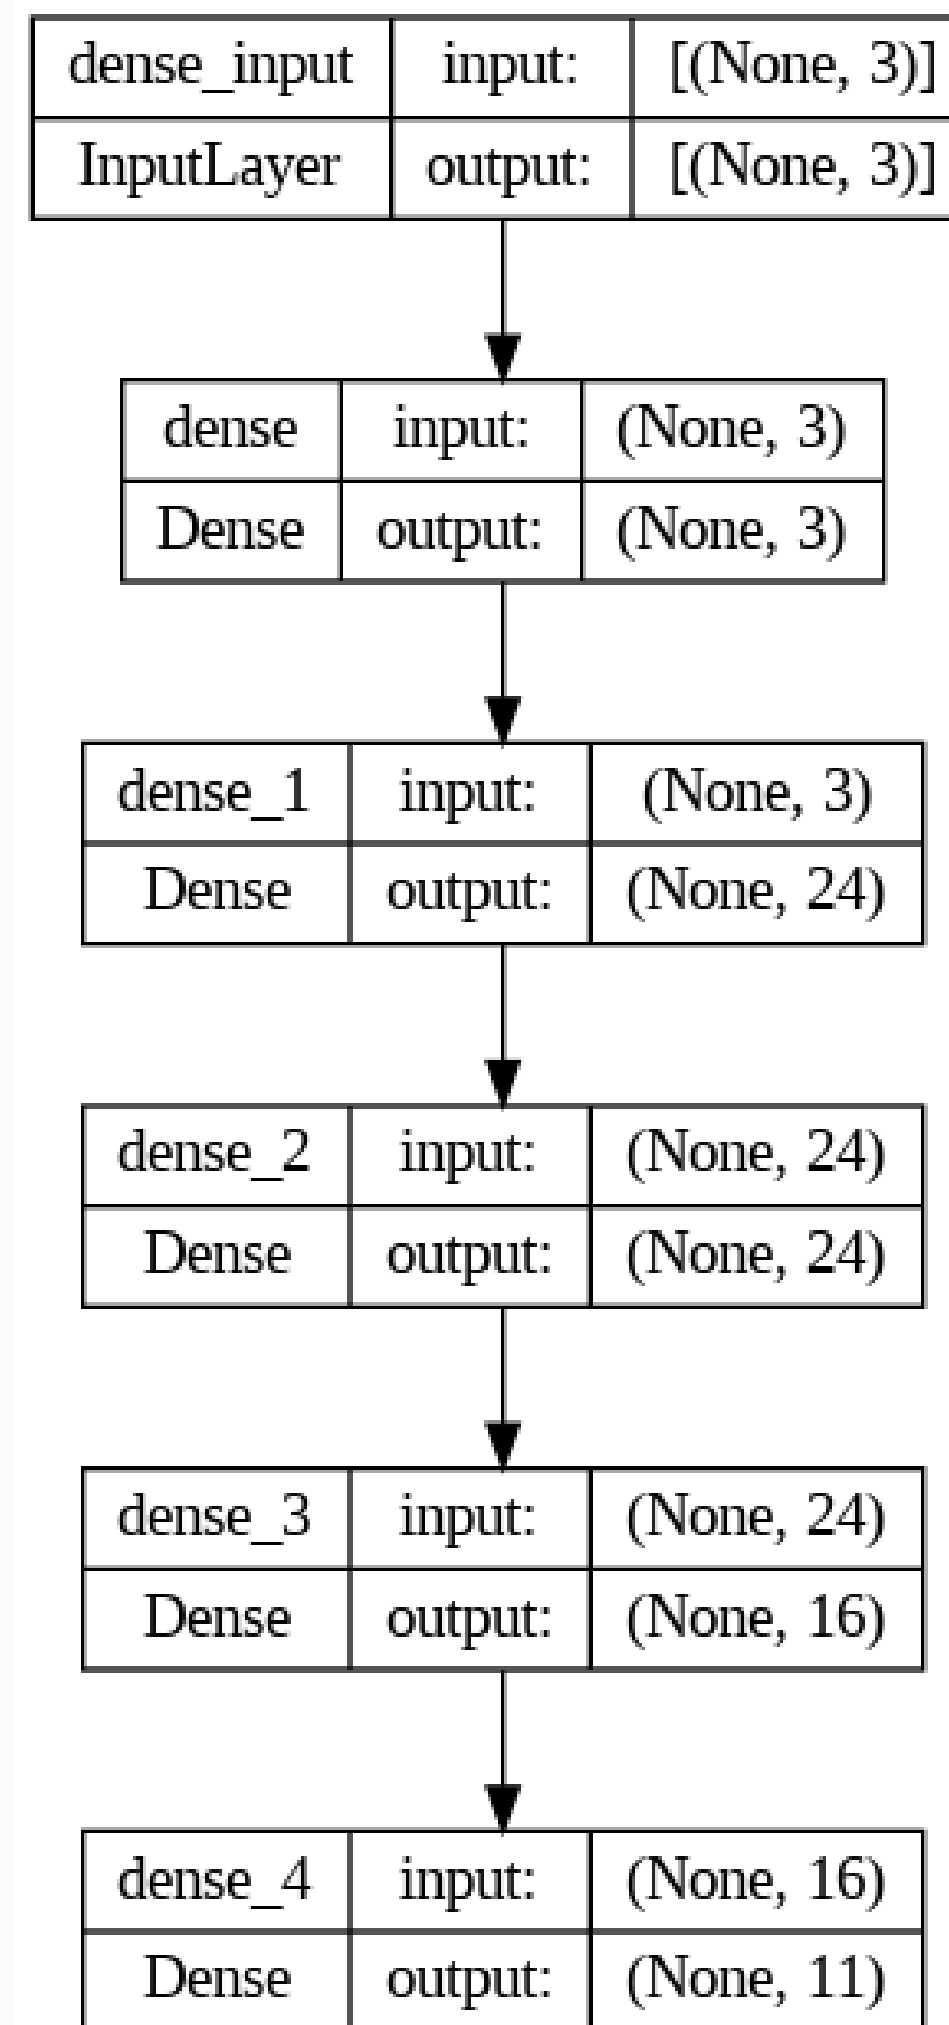 dense_input input: [(None, 3)]
InputLayer output: [(None, 3)]
dense input: (None, 3)
Dense output: (None, 3)
dense_1 input: (None, 3)
Dense output: (None, 24)
dense_2 input: (None, 24)
Dense output: (None, 24)
dense_3 input: (None, 24)
Dense output: (None, 16)
dense_4 input: (None, 16)
Dense output: (None, 11)